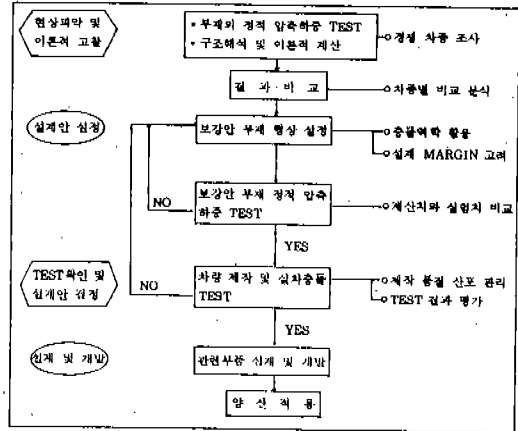 현상파악 및
이론적 고찰
• 부재의 정적 압축하중 TEST
• 구조해석 및 이론적 계산
경쟁 차종 조사
결 과 비 교
차종별 비교 분석
설계안 설정
보강안 부재 형상 설정
충돌역학 활용
설계 MARGIN 고려
NO
보강안 부재 정적 압축
하중 TEST
계산치와 실험치 비교
YES
TEST확인 및
설계안 결정
NO
차량 제작 및 실차충돌
TEST
제작 품질 산포 관리
TEST 결과 평가
YES
설계 및 개발
관련부품 설계 및 개발
양 산 적 용